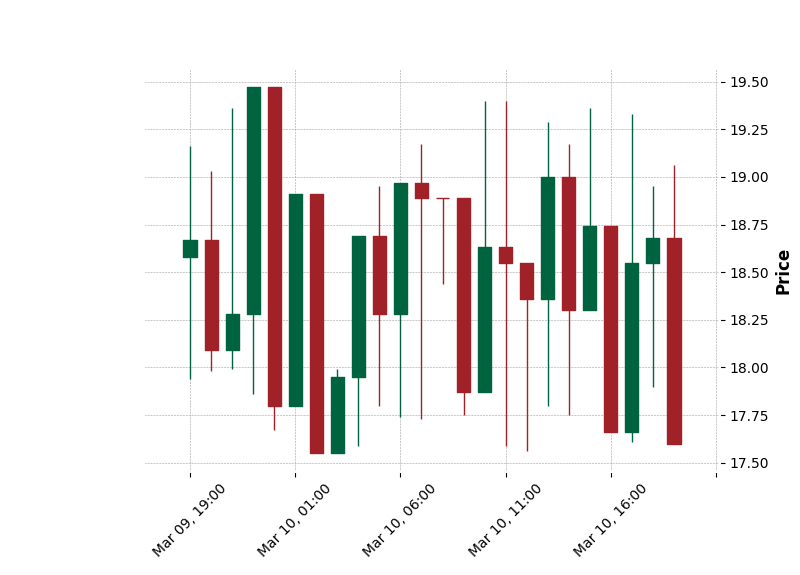 19.50
19.25
19.00
18.75
18.50
18.25
18.00
17.75
17.50
Price
Mar 09, 19:00
Mar 10, 01:00
Mar 10, 06:00
Mar 10, 11:00
Mar 10, 16:00